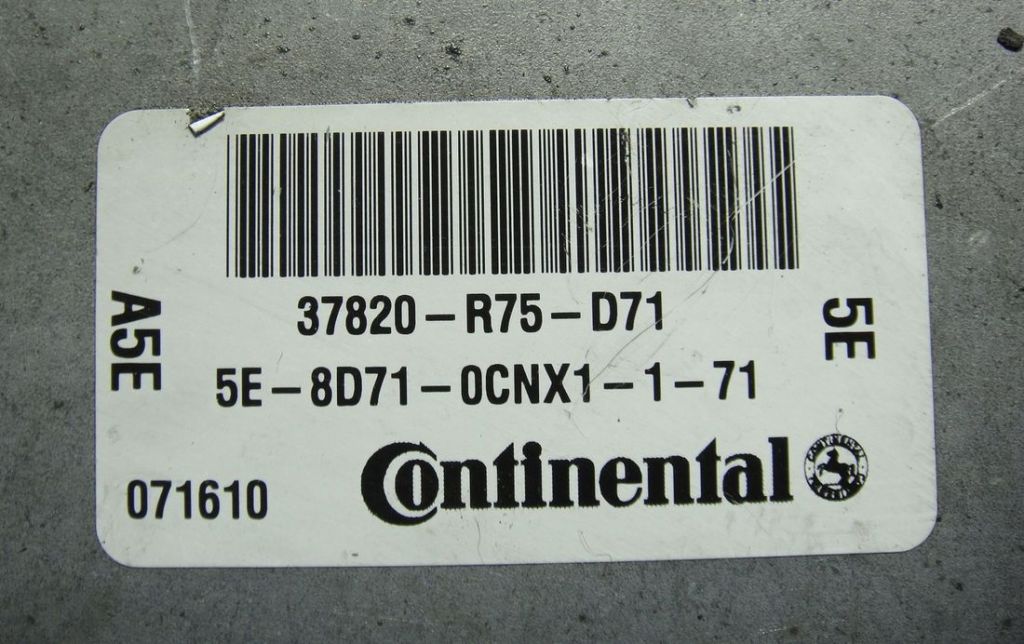 37820-R75-D71
A5E
5E
5E-8D71-0CNX1-1-71
071610
Continental